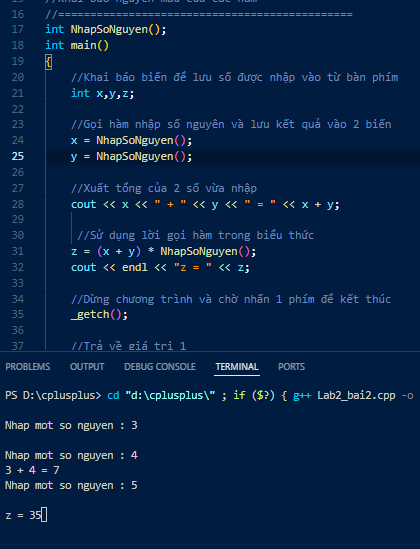 16 //=============================================
17 int NhapSoNguyen();
18 int main()
19 {
20 //Khai báo biến để lưu số được nhập vào từ bàn phím
21 int x,y,z;
22
23 //Gọi hàm nhập số nguyên và lưu kết quả vào 2 biến
24 x = NhapSoNguyen();
25 y = NhapSoNguyen();
26
27 //Xuất tổng của 2 số vừa nhập
28 cout << x << " + " << y << " = " << x + y;
29
30 //Sử dụng lời gọi hàm trong biểu thức
31 z = (x + y) * NhapSoNguyen();
32 cout << endl << "z = " << z;
33
34 //Dừng chương trình và chờ nhấn 1 phím để kết thúc
35 _getch();
36
37 //Trả về giá trị 1
PROBLEMS OUTPUT DEBUG CONSOLE TERMINAL PORTS
PS D:\cplusplus> cd "d:\cplusplus\" ; if ($?) { g++ Lab2_bai2.cpp -o
Nhap mot so nguyen : 3
Nhap mot so nguyen : 4
3 + 4 = 7
Nhap mot so nguyen : 5
z = 35